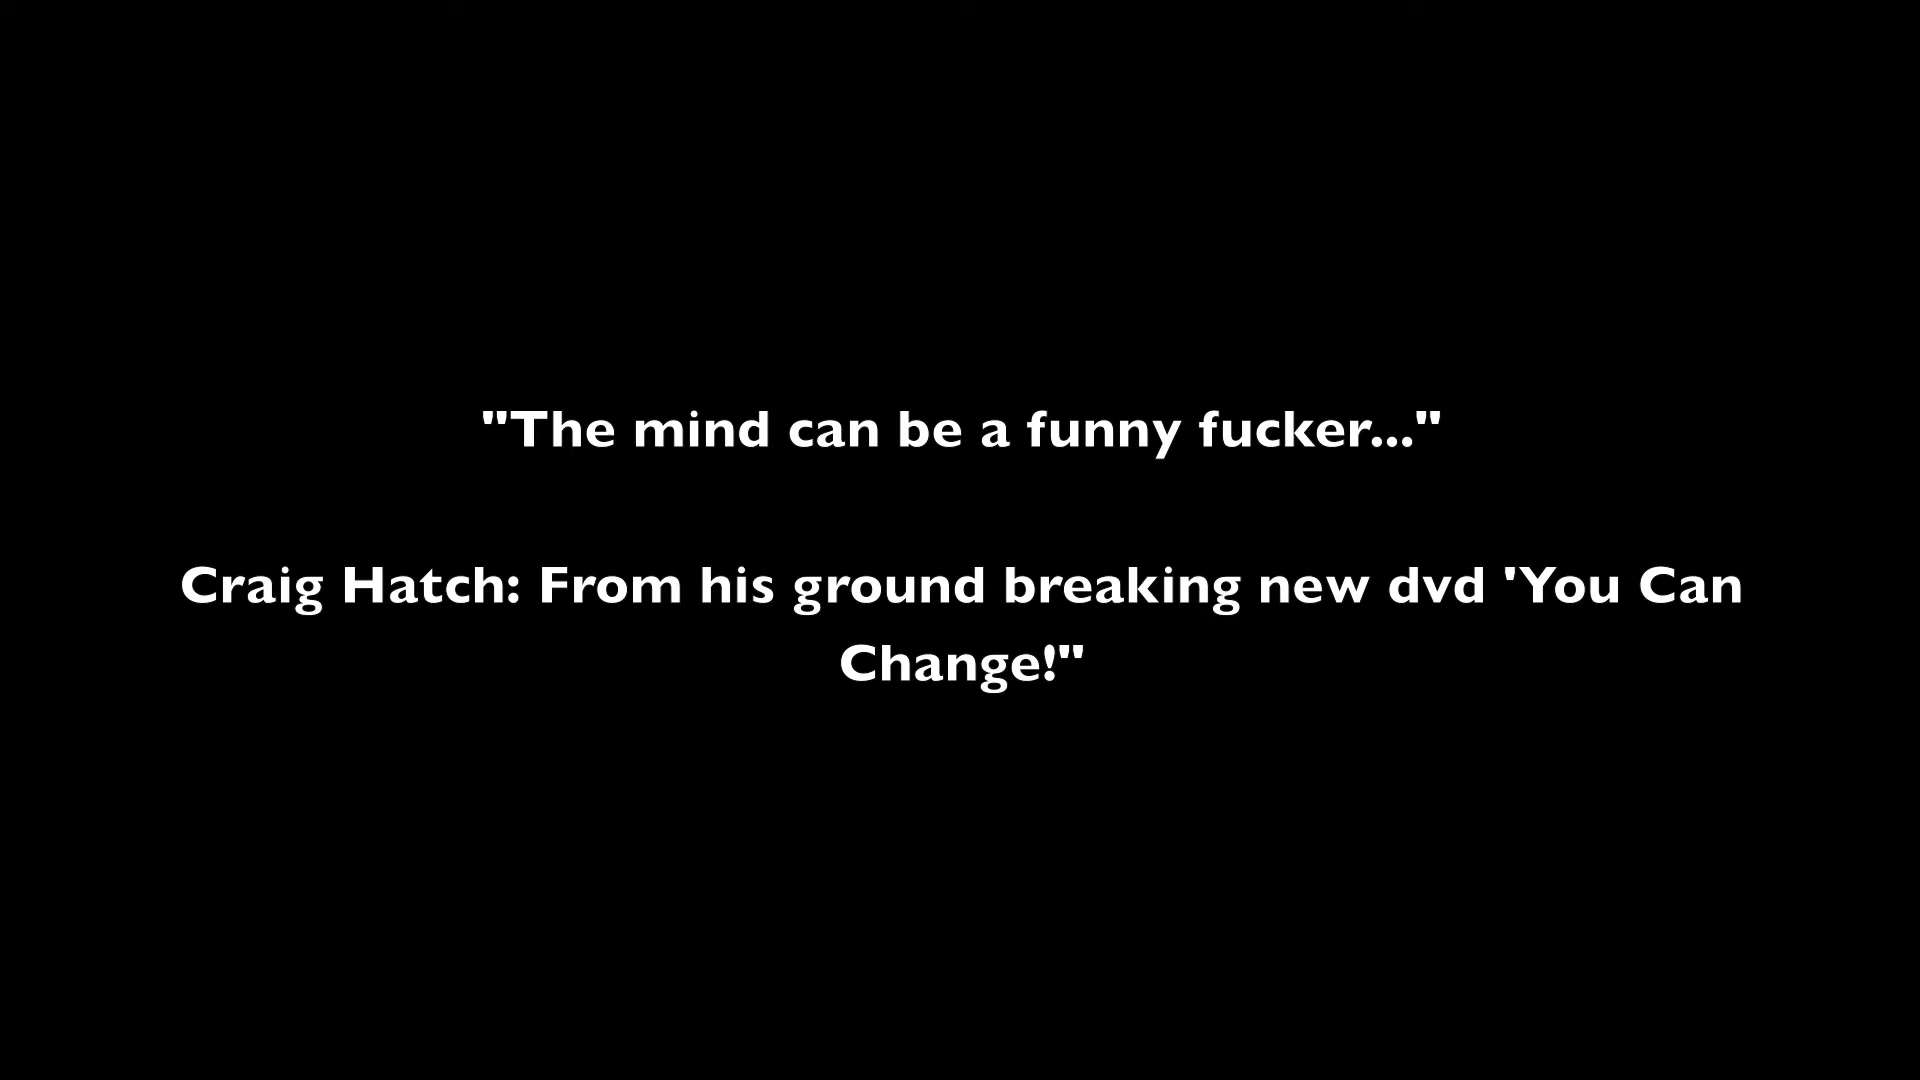 "The mind can be a funny fucker..."
Craig Hatch: From his ground breaking new dvd 'You Can
Change!"